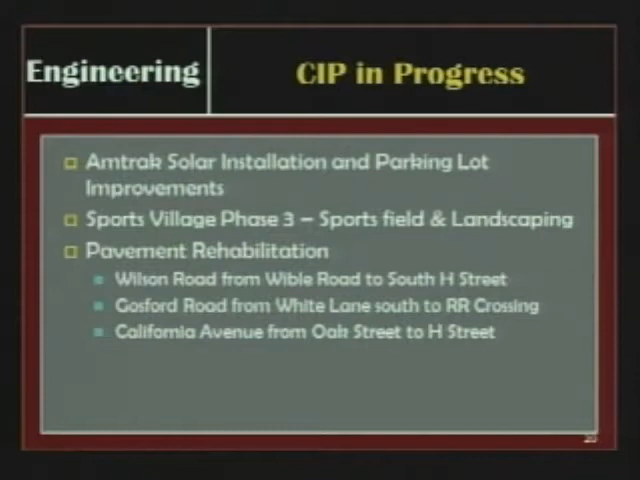 Engineering
CIP in Progress
Amtrak Solar Installation and Parking Lot
Improvements
Sports Village Phase 3 – Sports field & Landscaping
Pavement Rehabilitation
Wilson Road from Wible Road to South H Street
Gosford Road from White Lane south to RR Crossing
California Avenue from Oak Street to H Street